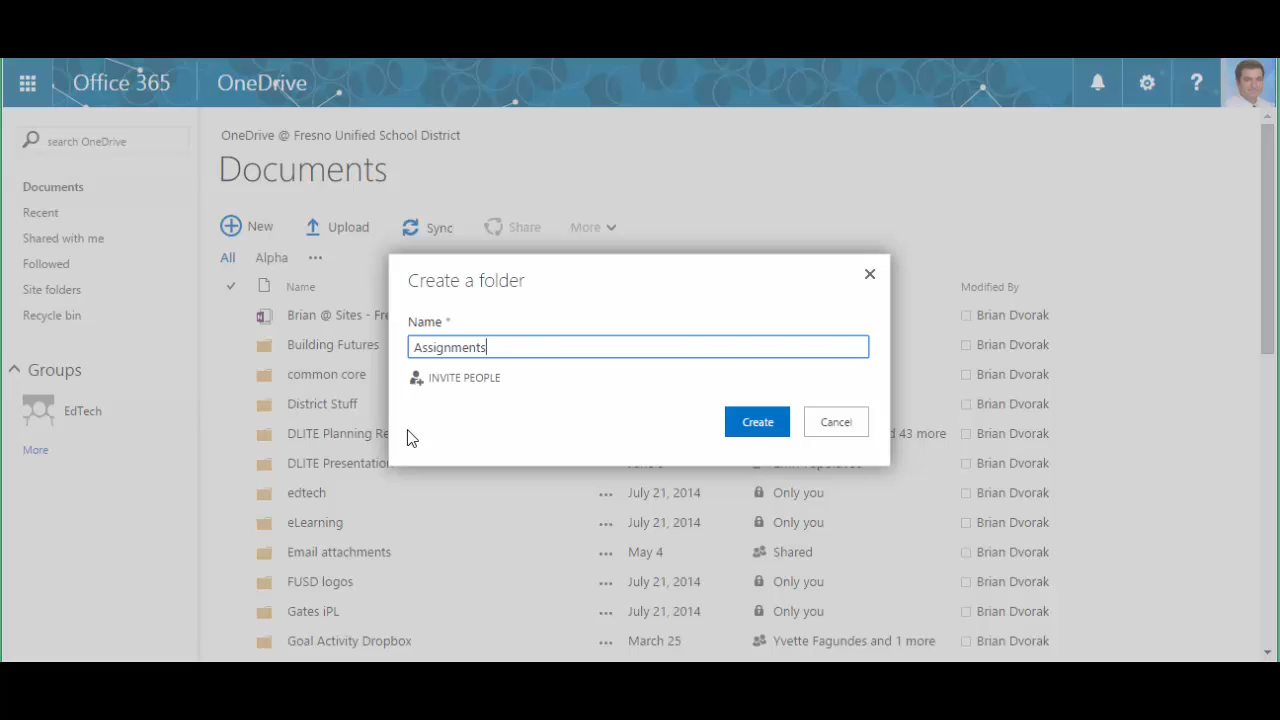 Office 365 OneDrive ?
search OneDrive
OneDrive @ Fresno Unified School District
Documents
Documents
Recent
Shared with me
Followed
Site folders
Recycle bin
Groups
EdTech
More
New Upload Sync Share More
All Alpha ...
Name Modified By
Create a folder
Name *
Assignments
INVITE PEOPLE
Create Cancel
Brian @ Sites - Fre Brian Dvorak
Building Futures Brian Dvorak
common core Brian Dvorak
District Stuff Brian Dvorak
DLITE Planning Re d 43 more Brian Dvorak
DLITE Presentation Brian Dvorak
edtech ... July 21, 2014 Only you Brian Dvorak
eLearning ... July 21, 2014 Only you Brian Dvorak
Email attachments ... May 4 Shared Brian Dvorak
FUSD logos ... July 21, 2014 Only you Brian Dvorak
Gates iPL ... July 21, 2014 Only you Brian Dvorak
Goal Activity Dropbox ... March 25 Yvette Fagundes and 1 more Brian Dvorak